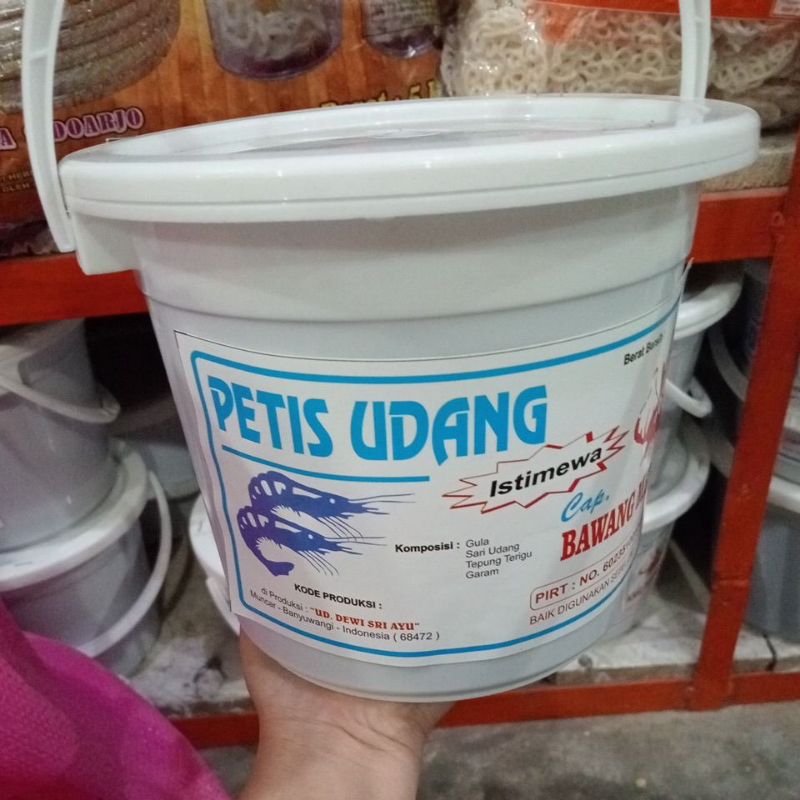 DOARJO
Berat Bersih
PETIS UDANG
Istimewa
Cap.
BAWANG
Komposisi : Gula
Sari Udang
Tepung Terigu
Garam
KODE PRODUKSI :
di Produksi : "UD. DEWI SRI AYU"
Muncar - Banyuwangi - Indonesia ( 68472 )
PIRT : NO.
BAIK DIGUNAKAN